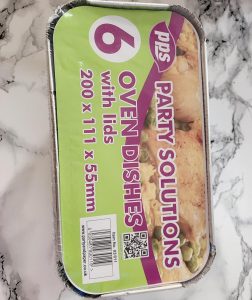 pps
PARTY SOLUTIONS
6
OVEN DISHES
with lids
200 x 111 x 55mm